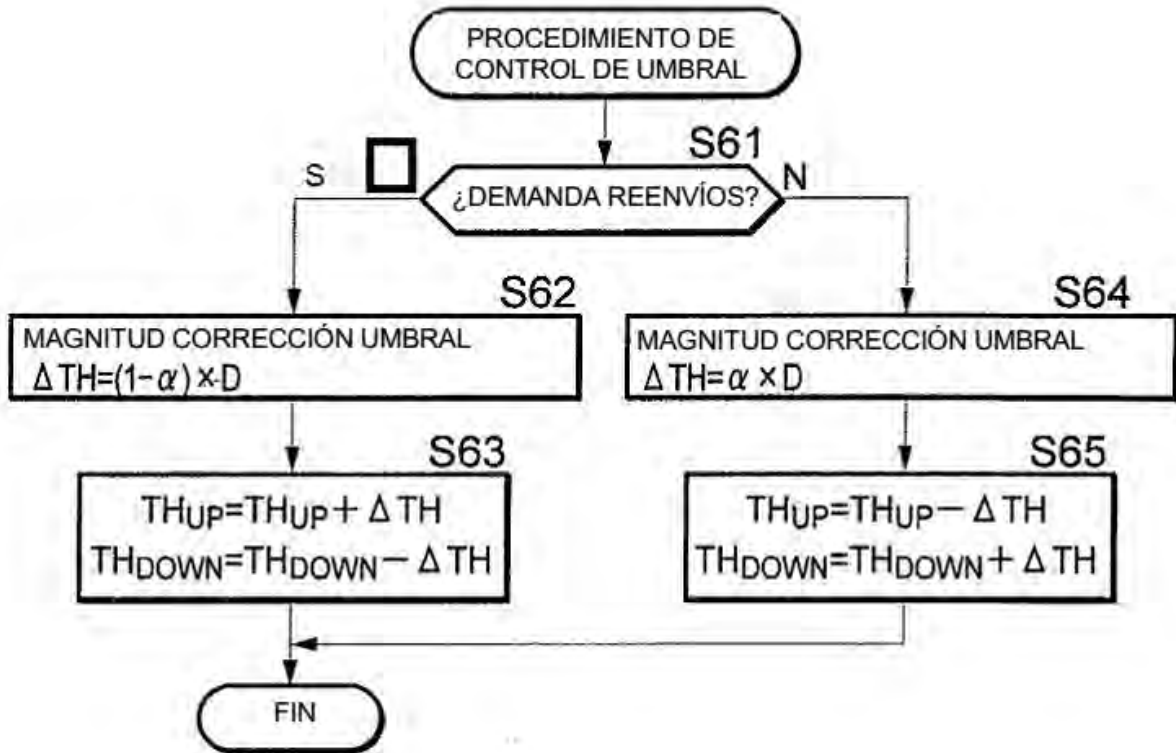 PROCEDIMIENTO DE
CONTROL DE UMBRAL
S61
S
¿DEMANDA REENVÍOS?
N
S62
MAGNITUD CORRECCIÓN UMBRAL
ΔTH=(1-α)×D
S63
THUP=THUP+ΔTH
THDOWN=THDOWN-ΔTH
S64
MAGNITUD CORRECCIÓN UMBRAL
ΔTH=α×D
S65
THUP=THUP-ΔTH
THDOWN=THDOWN+ΔTH
FIN